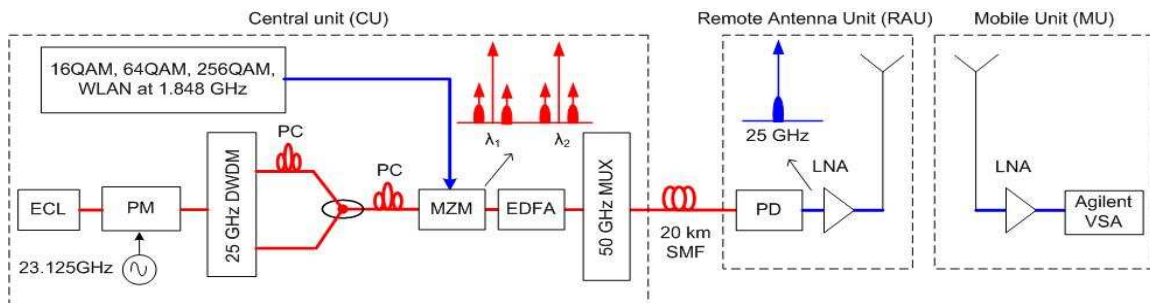 Central unit (CU)
Remote Antenna Unit (RAU)
Mobile Unit (MU)
16QAM, 64QAM, 256QAM,
WLAN at 1.848 GHz
λ1
λ2
25 GHz
PC
PC
LNA
LNA
ECL
PM
25 GHz DWDM
MZM
EDFA
50 GHz MUX
20 km
SMF
PD
Agilent
VSA
23.125GHz